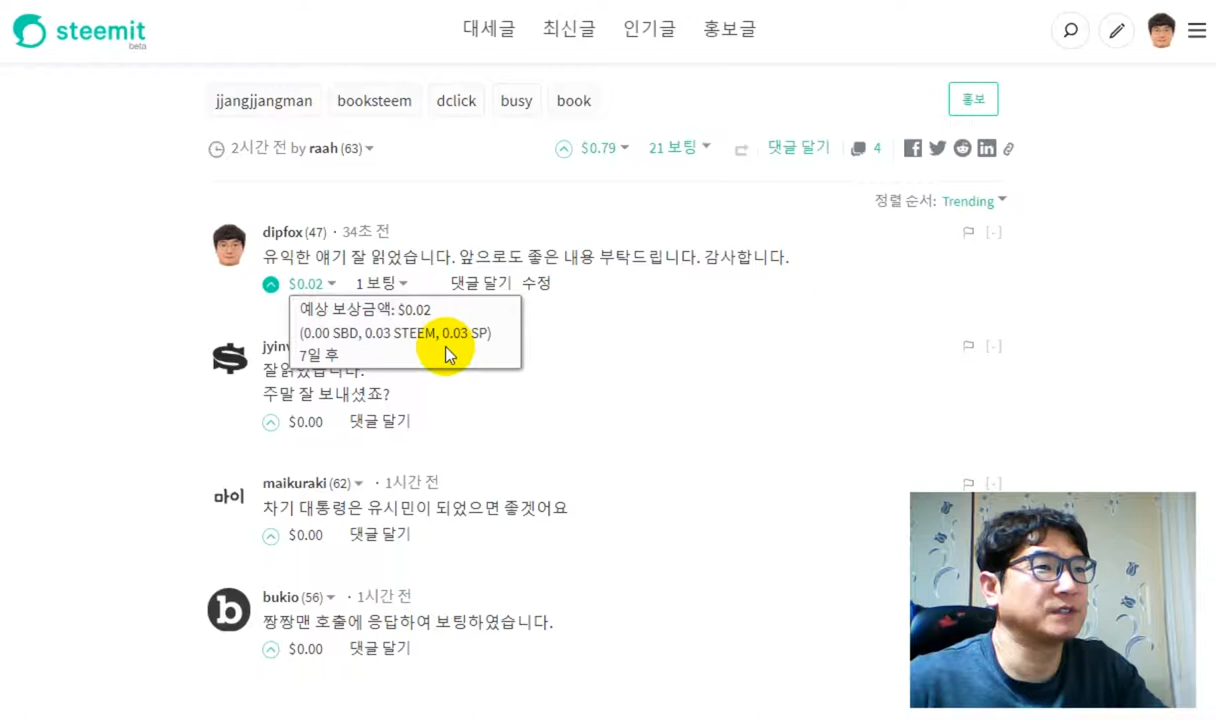 steemit
beta
대세글 최신글 인기글 홍보글
jjangjjangman booksteem dclick busy book
홍보
2시간 전 by raah (63)
$0.79 21 보팅 댓글 달기 4
정렬 순서: Trending
dipfox (47) · 34초 전
[-]
유익한 얘기 잘 읽었습니다. 앞으로도 좋은 내용 부탁드립니다. 감사합니다.
$0.02 1 보팅 댓글 달기 수정
예상 보상금액: $0.02
(0.00 SBD, 0.03 STEEM, 0.03 SP)
7일 후
[-]
잘읽었습니다.
주말 잘 보내셨죠?
$0.00 댓글 달기
마이
maikuraki (62) · 1시간 전
[-]
차기 대통령은 유시민이 되었으면 좋겟어요
$0.00 댓글 달기
b
bukio (56) · 1시간 전
짱짱맨 호출에 응답하여 보팅하였습니다.
$0.00 댓글 달기